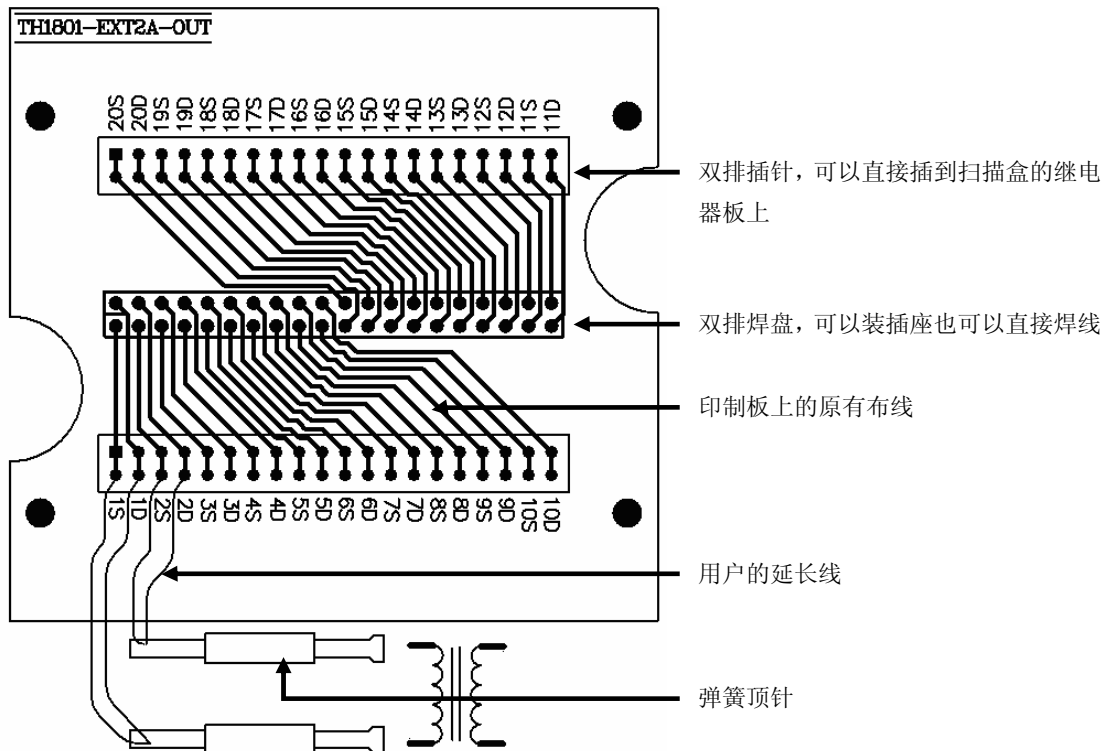 TH1801-EXT2A-OUT
20S 20D 19S 19D 18S 18D 17S 17D 16S 16D 15S 15D 14S 14D 13S 13D 12S 12D 11S 11D
双排插针，可以直接插到扫描盒的继电
器板上
双排焊盘，可以装插座也可以直接焊线
印制板上的原有布线
1S 1D 2S 2D 3S 3D 4S 4D 5S 5D 6S 6D 7S 7D 8S 8D 9S 9D 10S 10D
用户的延长线
弹簧顶针